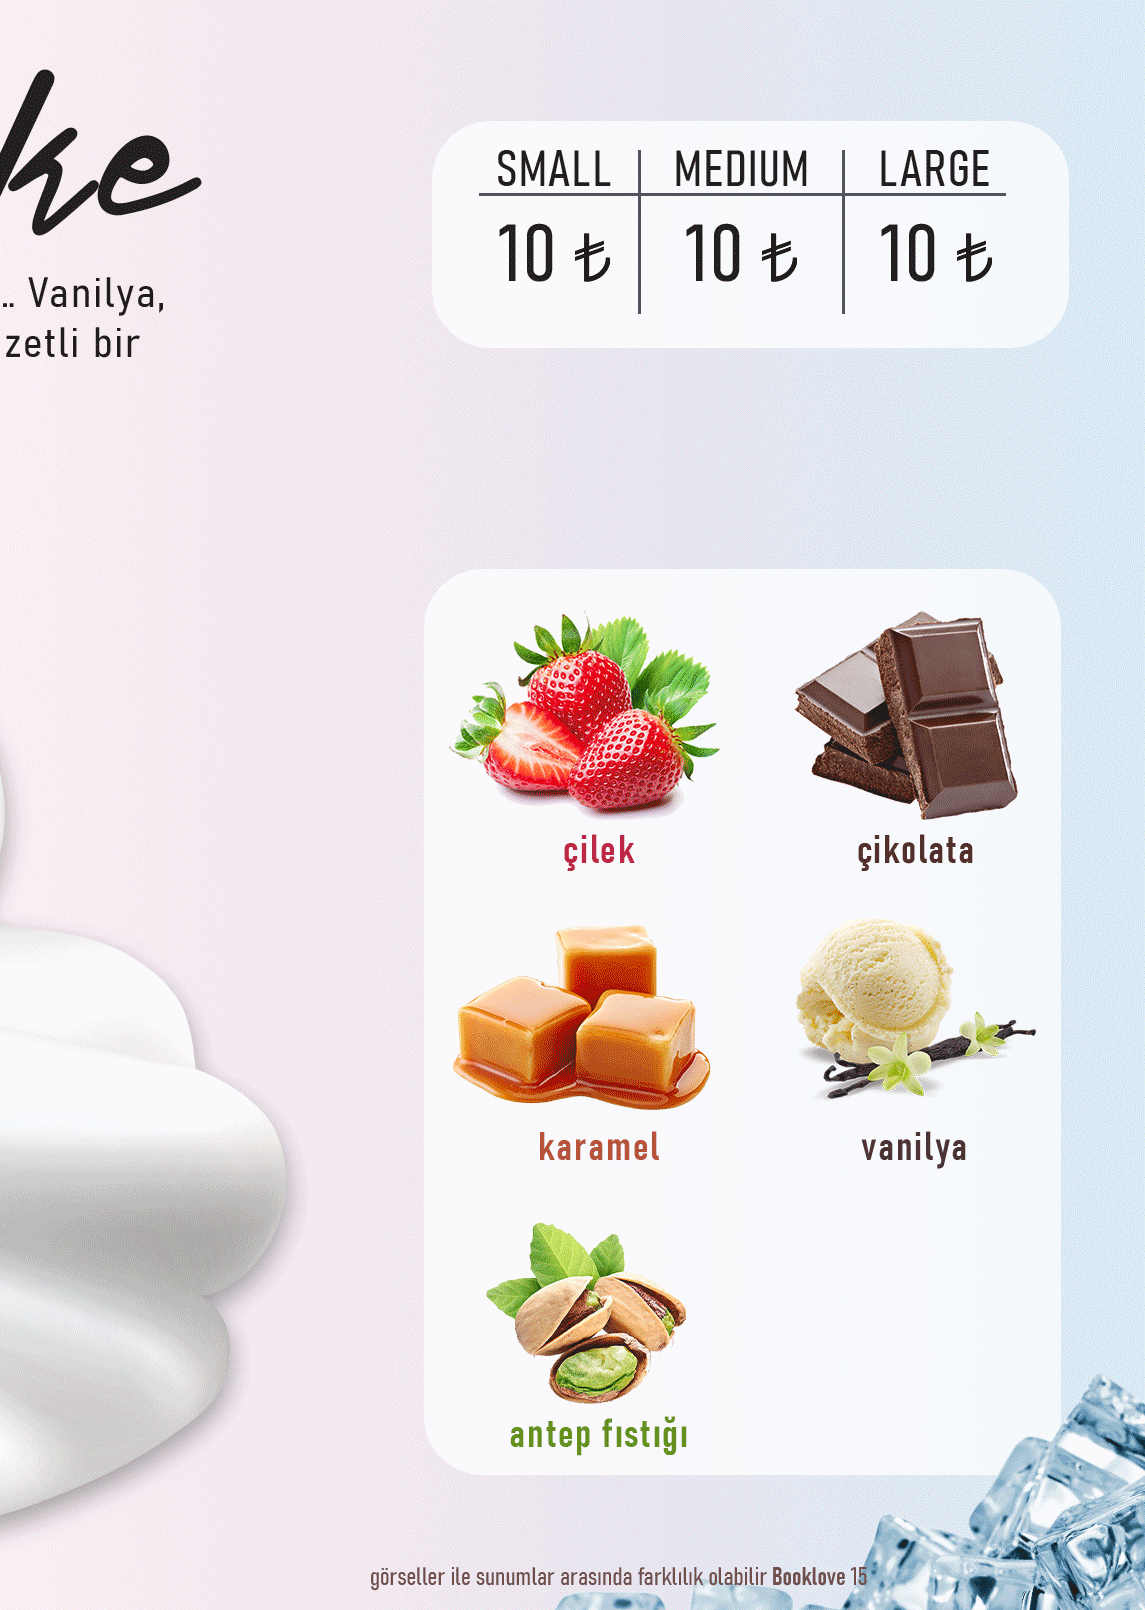 ke
... Vanilya,
zetli bir
SMALL MEDIUM LARGE
10 ₺ 10 ₺ 10 ₺
çilek çikolata
karamel vanilya
antep fıstığı
görseller ile sunumlar arasında farklılık olabilir Booklove 15